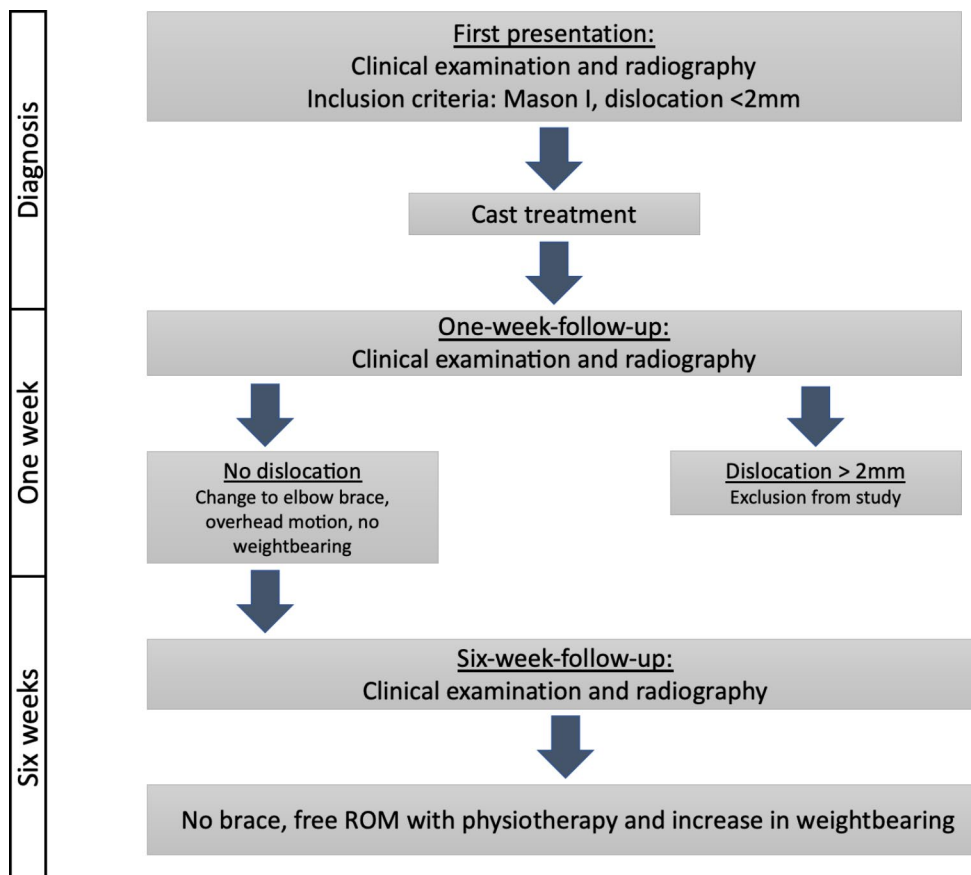 Diagnosis
First presentation:
Clinical examination and radiography
Inclusion criteria: Mason I, dislocation <2mm
Cast treatment
One week
One-week-follow-up:
Clinical examination and radiography
No dislocation
Change to elbow brace,
overhead motion, no
weightbearing
Dislocation > 2mm
Exclusion from study
Six weeks
Six-week-follow-up:
Clinical examination and radiography
No brace, free ROM with physiotherapy and increase in weightbearing